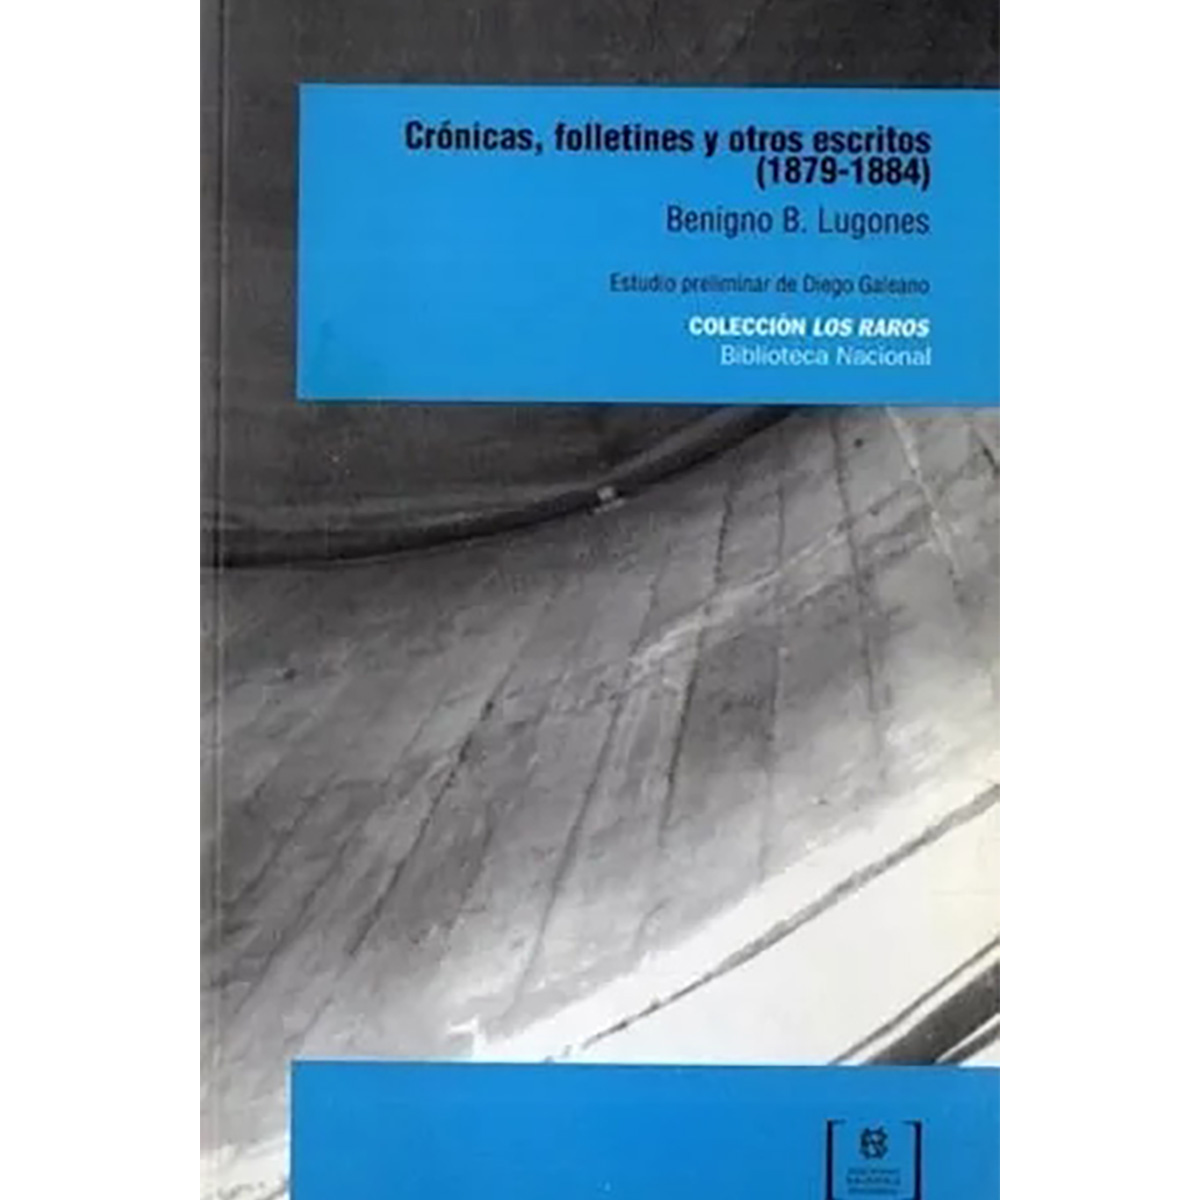 Crónicas, folletines y otros escritos
(1879-1884)
Benigno B. Lugones
Estudio preliminar de Diego Galeano
COLECCIÓN LOS RAROS
Biblioteca Nacional